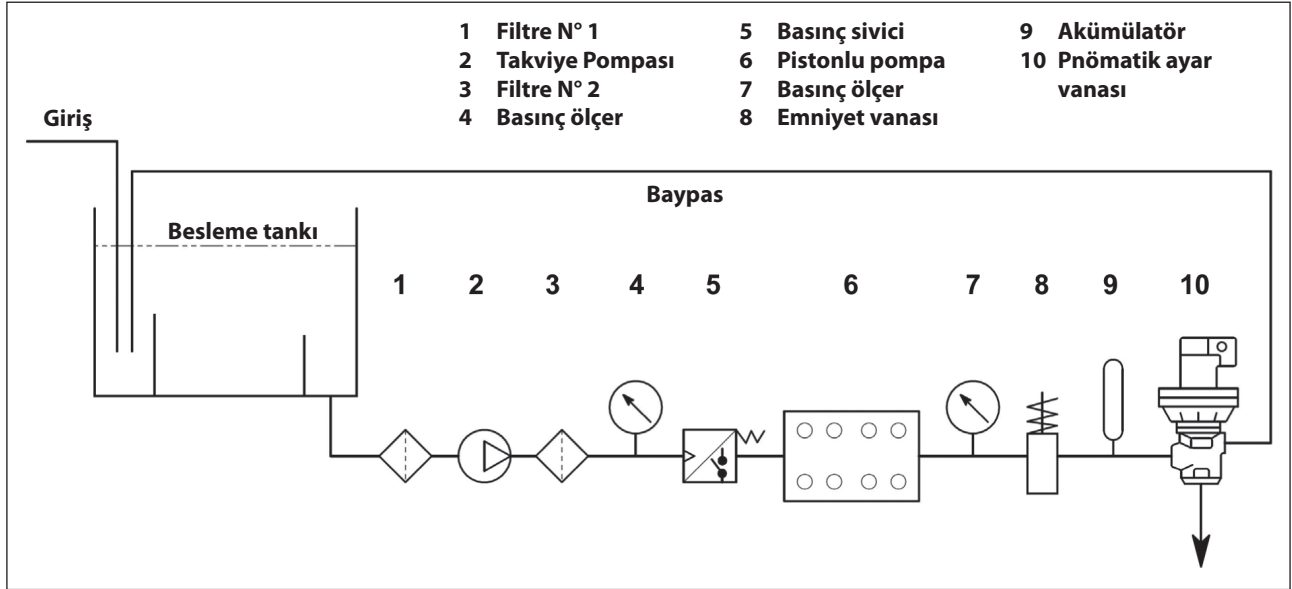 1 Filtre N° 1
2 Takviye Pompası
3 Filtre N° 2
4 Basınç ölçer
5 Basınç sivici
6 Pistonlu pompa
7 Basınç ölçer
8 Emniyet vanası
9 Akümülatör
10 Pnömatik ayar
vanası
Giriş
Baypas
Besleme tankı
1 2 3 4 5 6 7 8 9 10